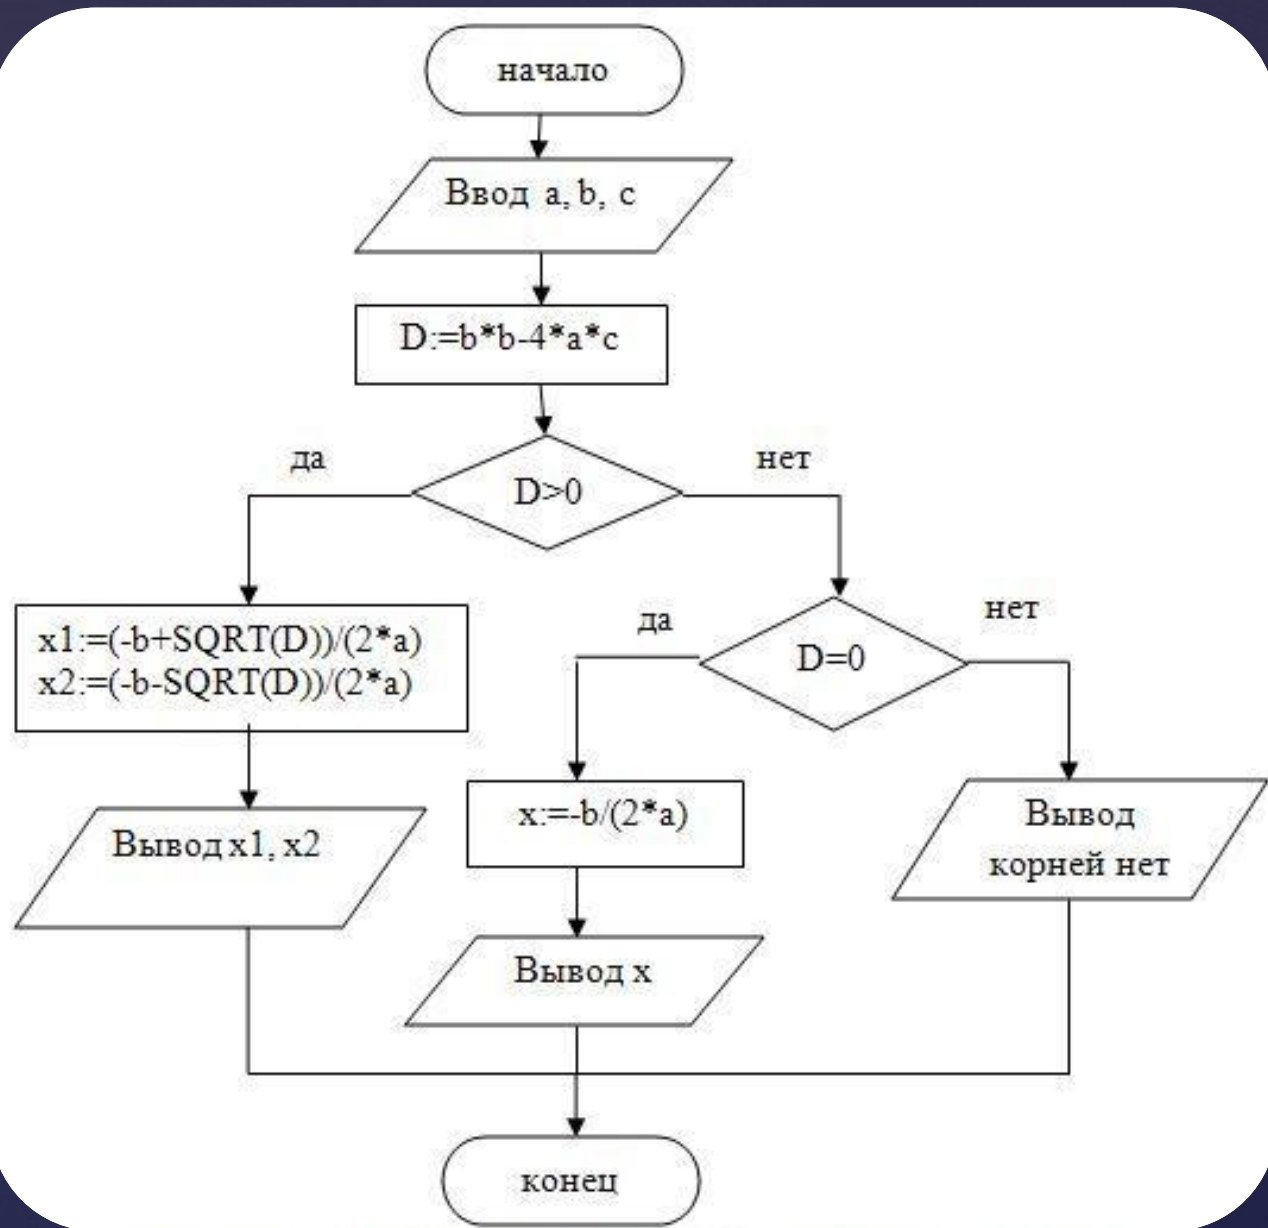 начало
Ввод a, b, c
D:=b*b-4*a*c
да
нет
D>0
x1:=(-b+SQRT(D))/(2*a)
x2:=(-b-SQRT(D))/(2*a)
да
нет
D=0
Вывод x1, x2
x:=-b/(2*a)
Вывод
корней нет
Вывод x
конец